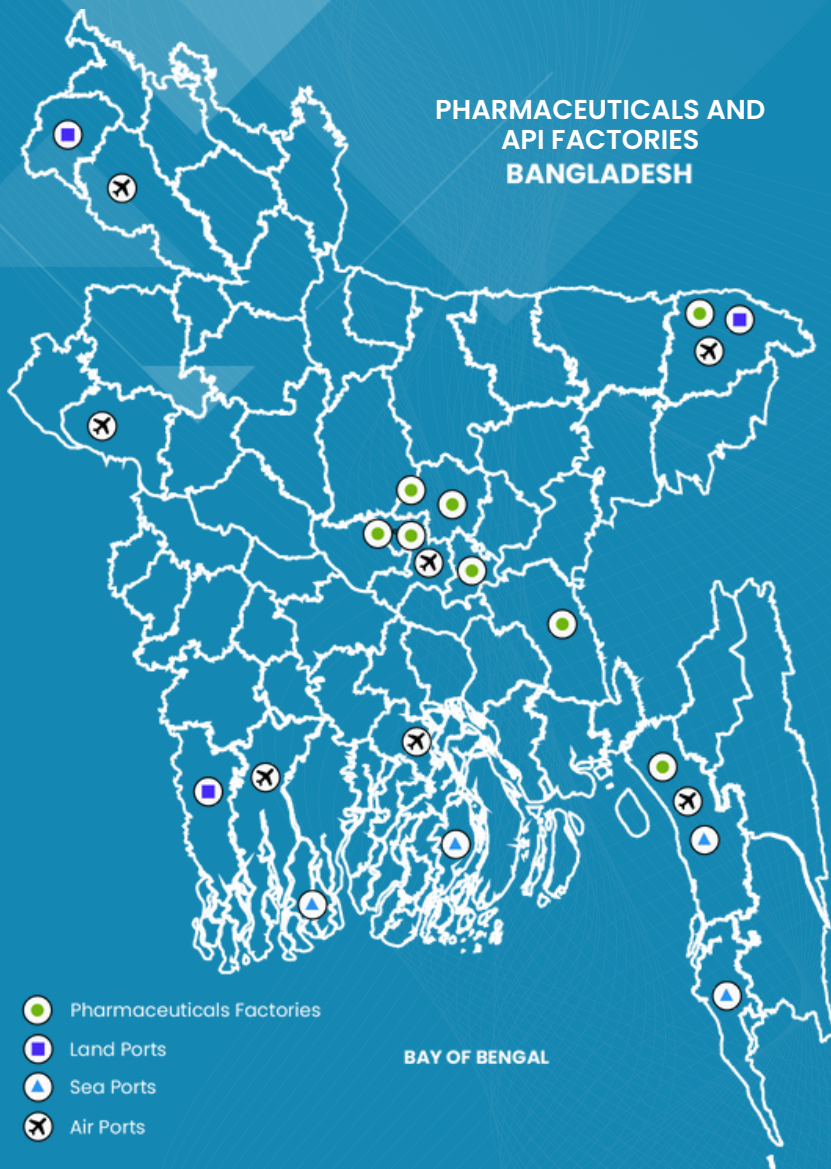 PHARMACEUTICALS AND
API FACTORIES
BANGLADESH
Pharmaceuticals Factories
Land Ports
Sea Ports
Air Ports
BAY OF BENGAL